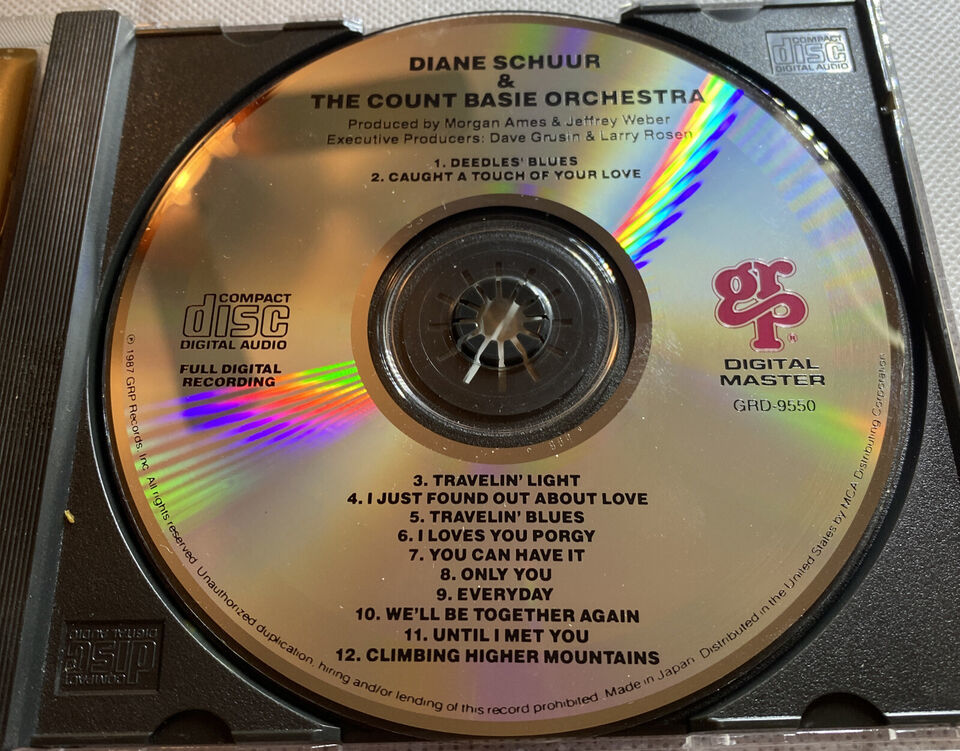 DIANE SCHUUR
&
THE COUNT BASIE ORCHESTRA
Produced by Morgan Ames & Jeffrey Weber
Executive Producers: Dave Grusin & Larry Rosen
1. DEEDLES' BLUES
2. CAUGHT A TOUCH OF YOUR LOVE
COMPACT
disc
DIGITAL AUDIO
FULL DIGITAL
RECORDING
grp
®
DIGITAL
MASTER
GRD-9550
3. TRAVELIN' LIGHT
4. I JUST FOUND OUT ABOUT LOVE
5. TRAVELIN' BLUES
6. I LOVES YOU PORGY
7. YOU CAN HAVE IT
8. ONLY YOU
9. EVERYDAY
10. WE'LL BE TOGETHER AGAIN
11. UNTIL I MET YOU
12. CLIMBING HIGHER MOUNTAINS
℗ 1987 GRP Records, Inc. All rights reserved. Unauthorized duplication, hiring and/or lending of this record prohibited. Made in Japan. Distributed in the United States by MCA Distributing Corporation
COMPACT
disc
DIGITAL AUDIO
COMPACT
disc
DIGITAL AUDIO